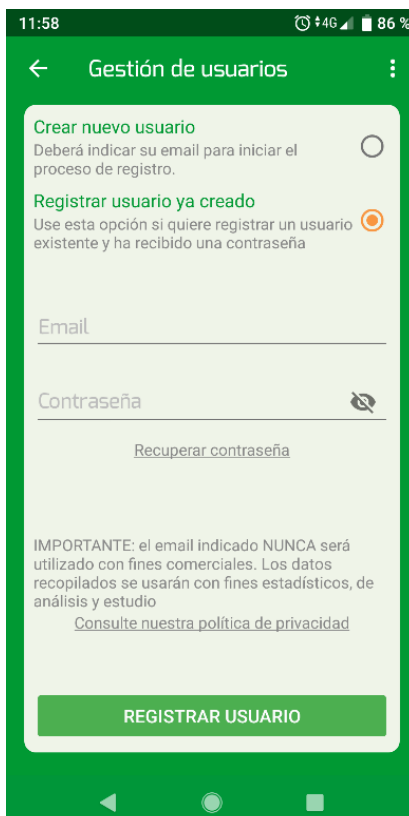 11:58 4G 86 %
Gestión de usuarios
Crear nuevo usuario
Deberá indicar su email para iniciar el
proceso de registro.
Registrar usuario ya creado
Use esta opción si quiere registrar un usuario
existente y ha recibido una contraseña
Email
Contraseña
Recuperar contraseña
IMPORTANTE: el email indicado NUNCA será
utilizado con fines comerciales. Los datos
recopilados se usarán con fines estadísticos, de
análisis y estudio
Consulte nuestra política de privacidad
REGISTRAR USUARIO